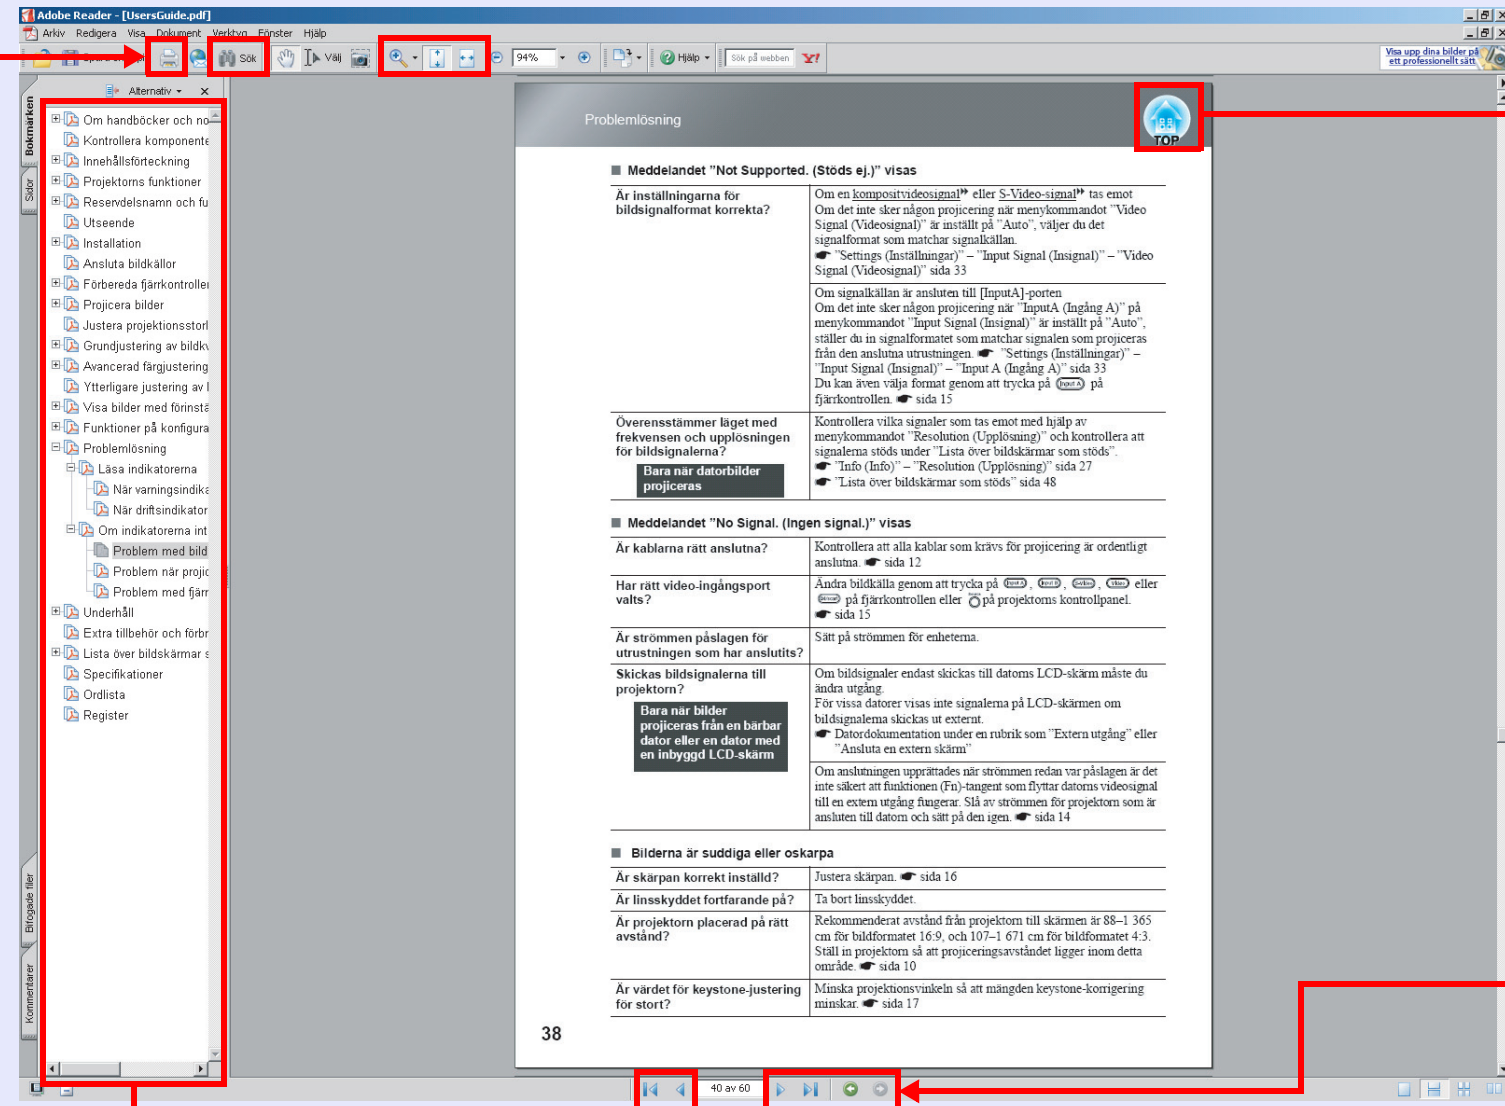 Adobe Reader - [UsersGuide.pdf]
Arkiv Redigera Visa Dokument Verktyg Fönster Hjälp
Sök Välj 94% Hjälp Sök på webben Y!
Visa upp dina bilder på
ett professionellt sätt
Alternativ x
Bokmärken
Sidor
Bifogade filer
Kommentarer
Om handböcker och no
Kontrollera komponente
Innehållsförteckning
Projektorns funktioner
Reservdelsnamn och fu
Utseende
Installation
Ansluta bildkällor
Förbereda fjärrkontroller
Projicera bilder
Justera projektionsstorl
Grundjustering av bildkv
Avancerad färgjustering
Ytterligare justering av l
Visa bilder med förinstä
Funktioner på konfigura
Problemlösning
Läsa indikatorerna
När varningsindika
När driftsindikator
Om indikatorerna int
Problem med bild
Problem när projic
Problem med fjärr
Underhåll
Extra tillbehör och förbr
Lista över bildskärmar s
Specifikationer
Ordlista
Register
Problemlösning
TOP
Meddelandet "Not Supported. (Stöds ej.)" visas
Är inställningarna för
bildsignalformat korrekta?
Om en kompositvideosignal eller S-Video-signal tas emot
Om det inte sker någon projicering när menykommandot "Video
Signal (Videosignal)" är inställt på "Auto", väljer du det
signalformat som matchar signalkällan.
"Settings (Inställningar)" – "Input Signal (Insignal)" – "Video
Signal (Videosignal)" sida 33
Om signalkällan är ansluten till [InputA]-porten
Om det inte sker någon projicering när "InputA (Ingång A)" på
menykommandot "Input Signal (Insignal)" är inställt på "Auto",
ställer du in signalformatet som matchar signalen som projiceras
från den anslutna utrustningen. "Settings (Inställningar)" –
"Input Signal (Insignal)" – "Input A (Ingång A)" sida 33
Du kan även välja format genom att trycka på Input A på
fjärrkontrollen. sida 15
Överensstämmer läget med
frekvensen och upplösningen
för bildsignalerna?
Bara när datorbilder
projiceras
Kontrollera vilka signaler som tas emot med hjälp av
menykommandot "Resolution (Upplösning)" och kontrollera att
signalerna stöds under "Lista över bildskärmar som stöds".
"Info (Info)" – "Resolution (Upplösning)" sida 27
"Lista över bildskärmar som stöds" sida 48
Meddelandet "No Signal. (Ingen signal.)" visas
Är kablarna rätt anslutna?
Kontrollera att alla kablar som krävs för projicering är ordentligt
anslutna. sida 12
Har rätt video-ingångsport
valts?
Ändra bildkälla genom att trycka på Input A, Input B, S-Video, Video eller
på fjärrkontrollen eller på projektorns kontrollpanel.
sida 15
Är strömmen påslagen för
utrustningen som har anslutits?
Sätt på strömmen för enheterna.
Skickas bildsignalerna till
projektorn?
Bara när bilder
projiceras från en bärbar
dator eller en dator med
en inbyggd LCD-skärm
Om bildsignaler endast skickas till datorns LCD-skärm måste du
ändra utgång.
För vissa datorer visas inte signalerna på LCD-skärmen om
bildsignalerna skickas ut externt.
Datordokumentation under en rubrik som "Extern utgång" eller
"Ansluta en extern skärm"
Om anslutningen upprättades när strömmen redan var påslagen är det
inte säkert att funktionen (Fn)-tangent som flyttar datorns videosignal
till en extern utgång fungerar. Slå av strömmen för projektorn som är
ansluten till datorn och sätt på den igen. sida 14
Bilderna är suddiga eller oskarpa
Är skärpan korrekt inställd?
Justera skärpan. sida 16
Är linsskyddet fortfarande på?
Ta bort linsskyddet.
Är projektorn placerad på rätt
avstånd?
Rekommenderat avstånd från projektorn till skärmen är 88–1 365
cm för bildformatet 16:9, och 107–1 671 cm för bildformatet 4:3.
Ställ in projektorn så att projiceringsavståndet ligger inom detta
område. sida 10
Är värdet för keystone-justering
för stort?
Minska projektionsvinkeln så att mängden keystone-korrigering
minskar. sida 17
38
40 av 60